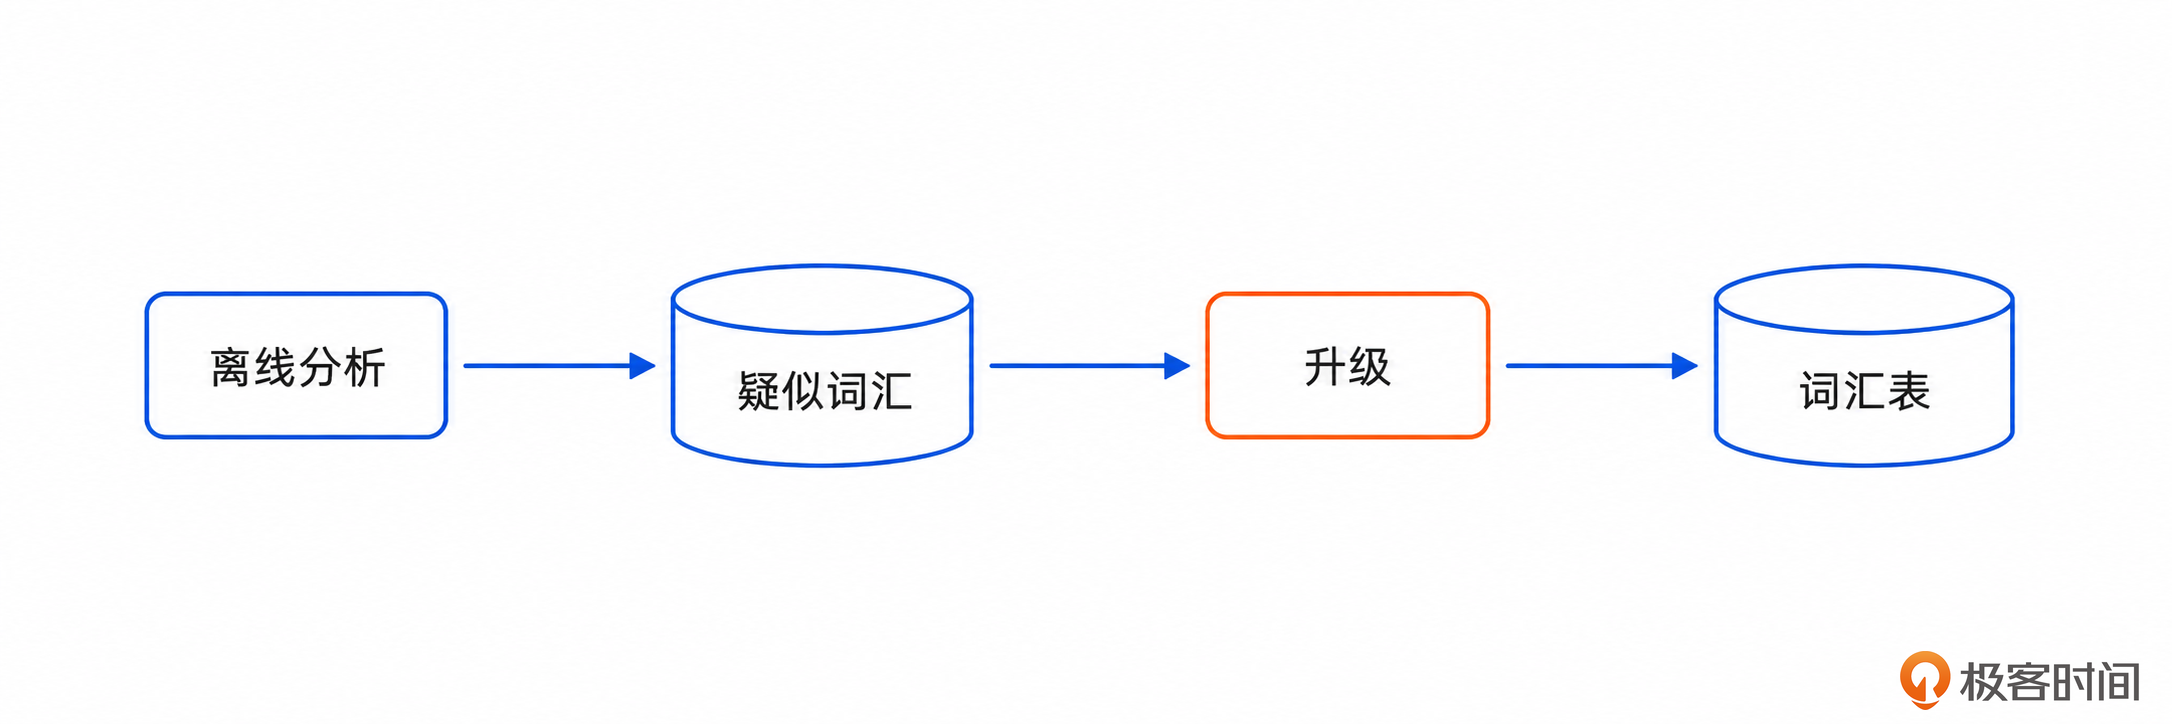 离线分析
疑似词汇
升级
词汇表
极客时间